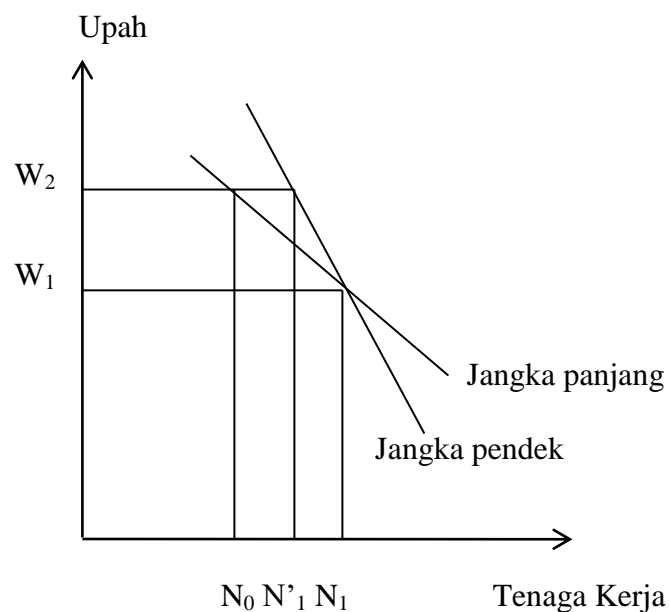 Upah
W₂
W₁
Jangka panjang
Jangka pendek
N₀ N’₁ N₁ Tenaga Kerja